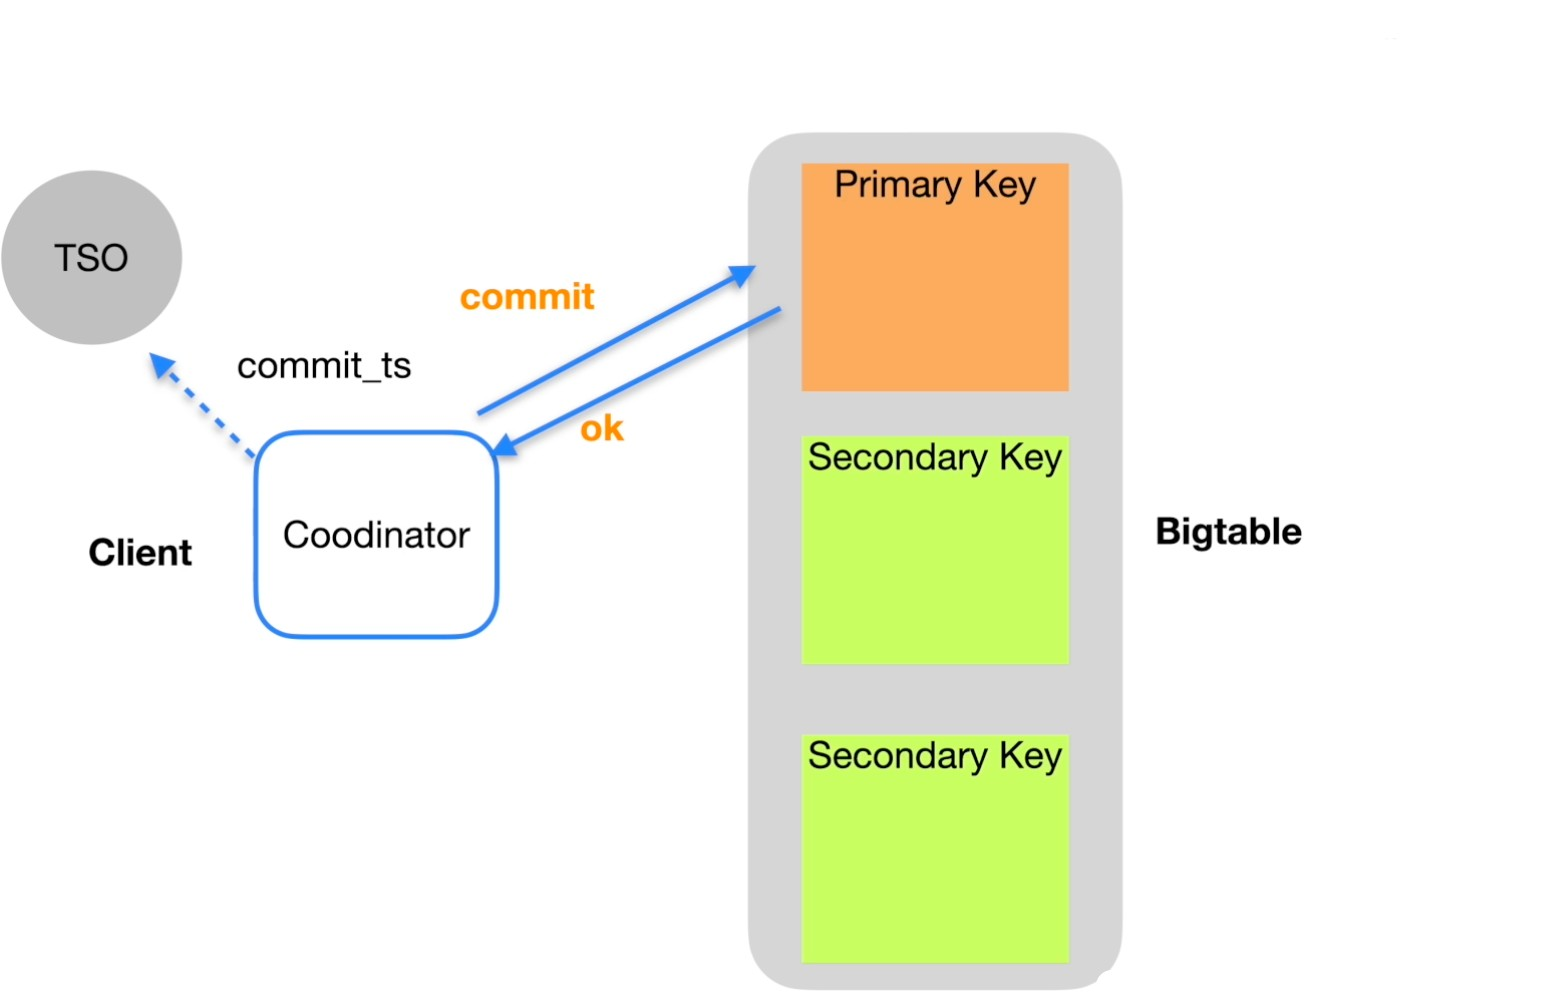 Primary Key
TSO
commit
commit_ts
ok
Secondary Key
Coodinator
Client
Bigtable
Secondary Key